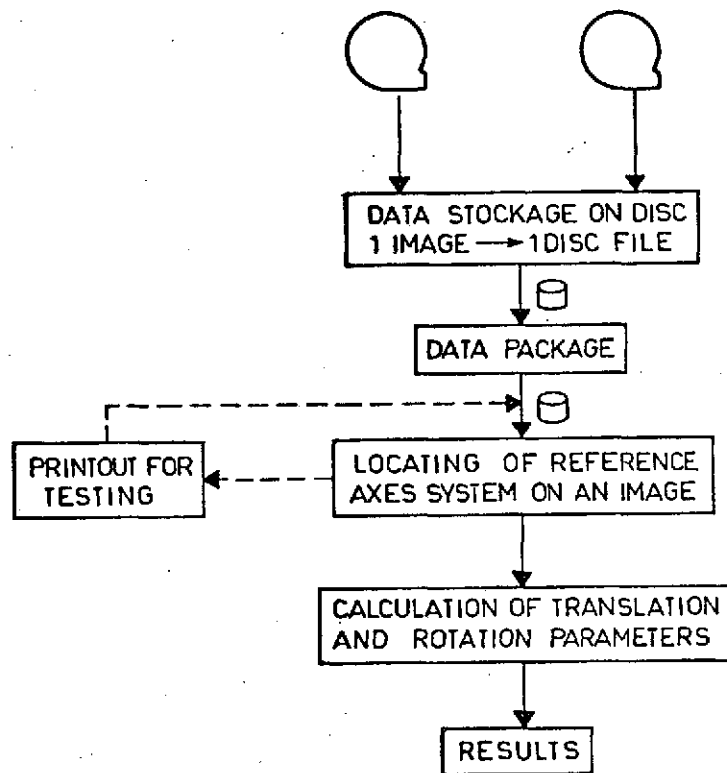 DATA STOCKAGE ON DISC
1 IMAGE → 1 DISC FILE
DATA PACKAGE
PRINTOUT FOR
TESTING
LOCATING OF REFERENCE
AXES SYSTEM ON AN IMAGE
CALCULATION OF TRANSLATION
AND ROTATION PARAMETERS
RESULTS